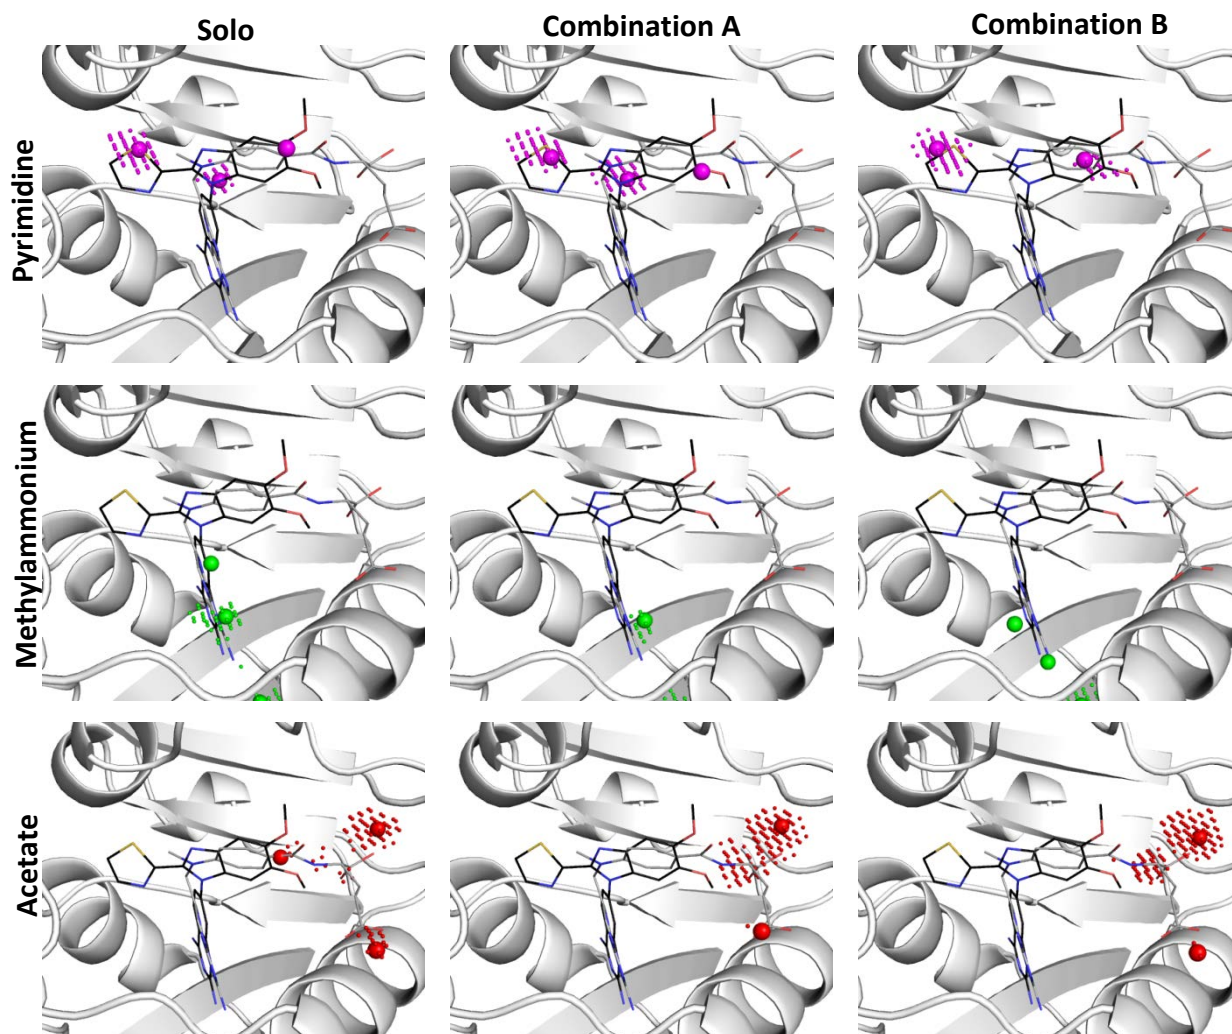 Solo
Combination A
Combination B
Pyrimidine
Methylammonium
Acetate